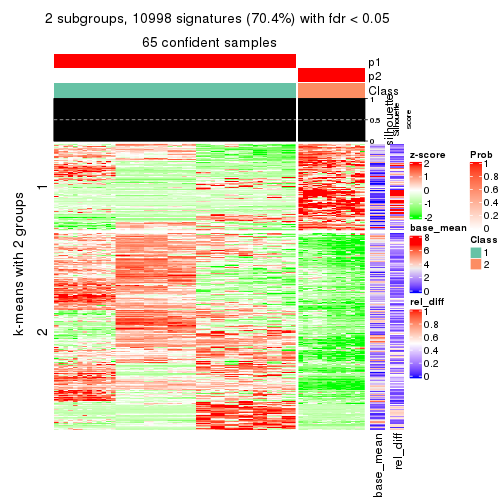 2 subgroups, 10998 signatures (70.4%) with fdr < 0.05
65 confident samples
p1
p2
Class
1
0.5
0
silhouette
Silhouette
score
k-means with 2 groups
1
2
base_mean
rel_diff
z-score
2
1
0
-1
-2
base_mean
8
6
4
2
0
rel_diff
1
0.8
0.6
0.4
0.2
0
Prob
1
0.8
0.6
0.4
0.2
0
Class
1
2